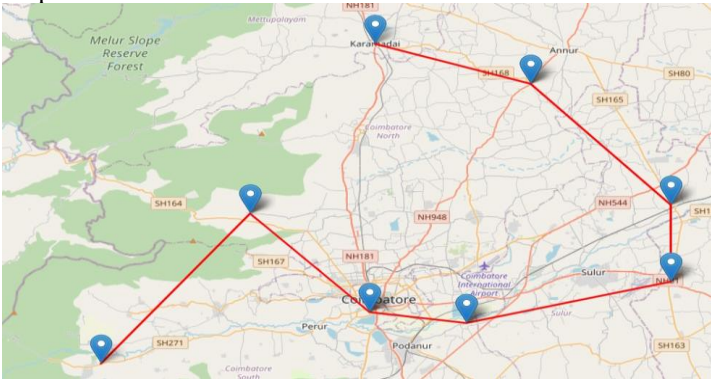 NH181
Mettupalayam
Melur Slope
Reserve
Forest
Karamadai
Annur
SH168
SH80
SH165
Coimbatore
North
SH164
NH948
NH544
SH1
SH167
NH181
Coimbatore
International
Airport
Sulur
Coimbatore
NH81
Sulur
Perur
SH271
Podanur
SH163
Coimbatore
South